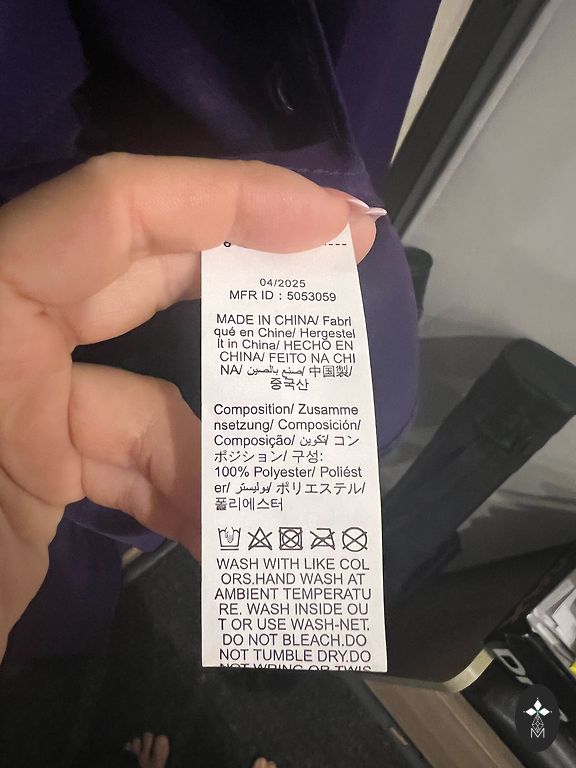 04/2025
MFR ID : 5053059
MADE IN CHINA/ Fabri
qué en Chine/ Hergestel
lt in China/ HECHO EN
CHINA/ FEITO NA CHI
NA/ صنع بالصين/ 中国製/
중국산
Composition/ Zusamme
nsetzung/ Composición/
Composição/ تكوين/ コン
ポジション/ 구성:
100% Polyester/ Poliést
er/ بوليستر/ ポリエステル/
폴리에스터
WASH WITH LIKE COL
ORS.HAND WASH AT
AMBIENT TEMPERATU
RE. WASH INSIDE OU
T OR USE WASH-NET.
DO NOT BLEACH.DO
NOT TUMBLE DRY.DO
NOT WRING OR TWIS
M